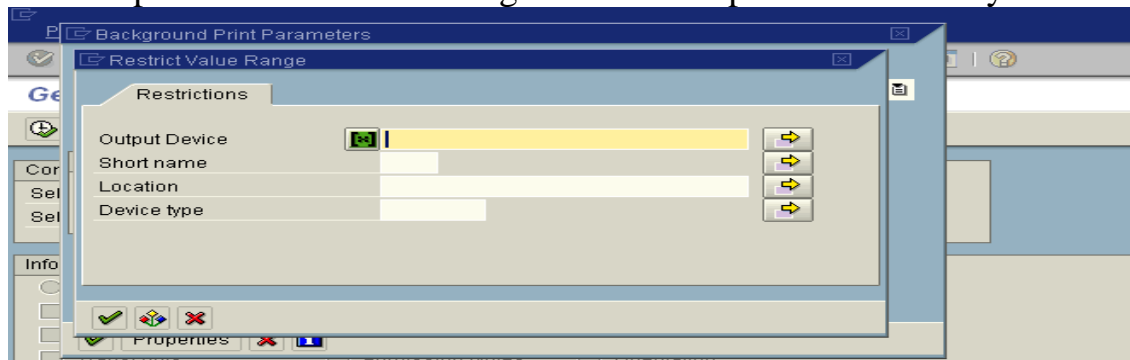 P
Background Print Parameters
Restrict Value Range
Ge
Restrictions
Output Device
Short name
Location
Device type
Cor
Sel
Sel
Info
Properties